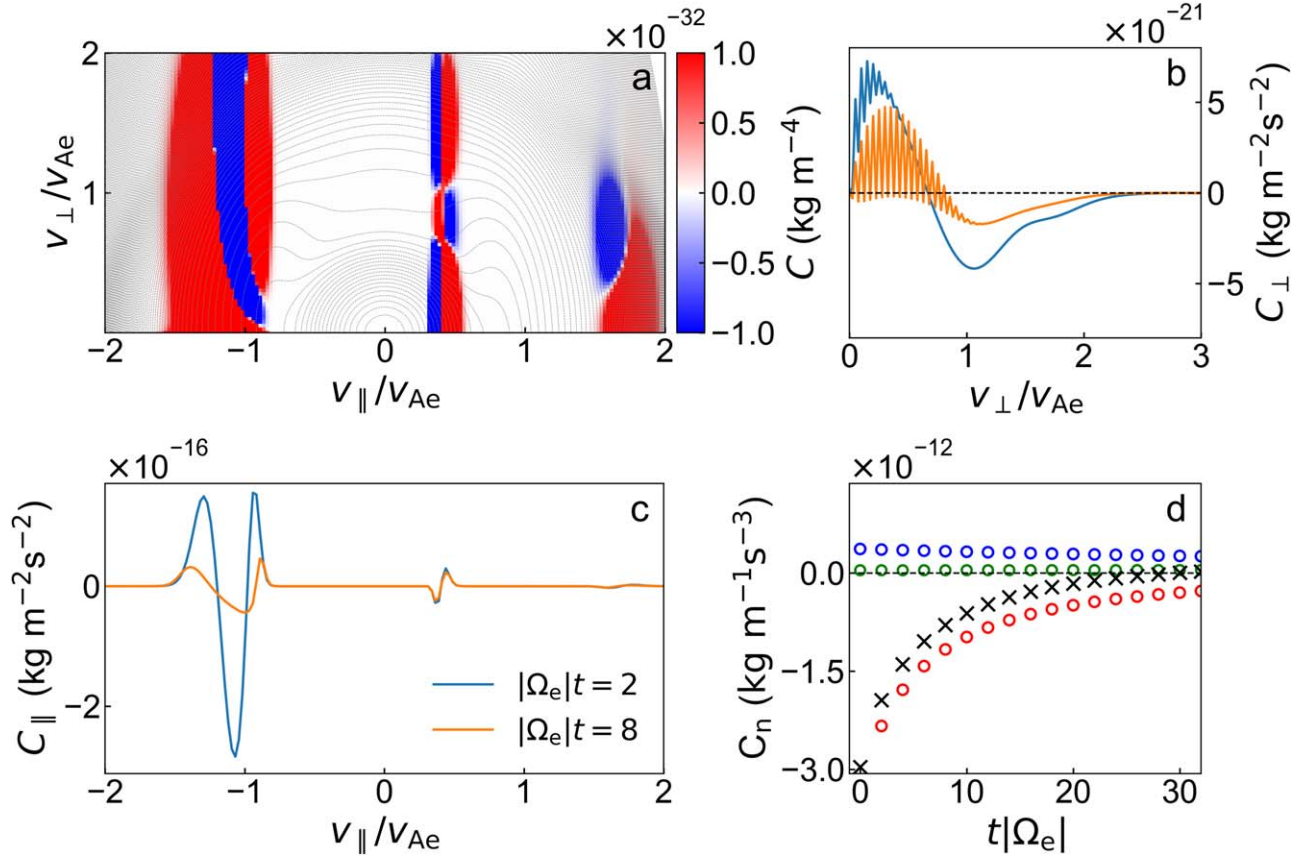 ×10⁻³²
2
1
0
v⊥/vAe
a
−2
−1
0
1
2
v∥/vAe
1.0
0.5
0.0
−0.5
−1.0
C (kg m⁻⁴)
×10⁻²¹
b
5
0
−5
C⊥ (kg m⁻²s⁻²)
0
1
2
3
v⊥/vAe
×10⁻¹⁶
c
0
−2
C∥ (kg m⁻²s⁻²)
|Ωe|t = 2
|Ωe|t = 8
−2
−1
0
1
2
v∥/vAe
×10⁻¹²
d
0.0
−1.5
−3.0
Cn (kg m⁻¹s⁻³)
0
10
20
30
t|Ωe|